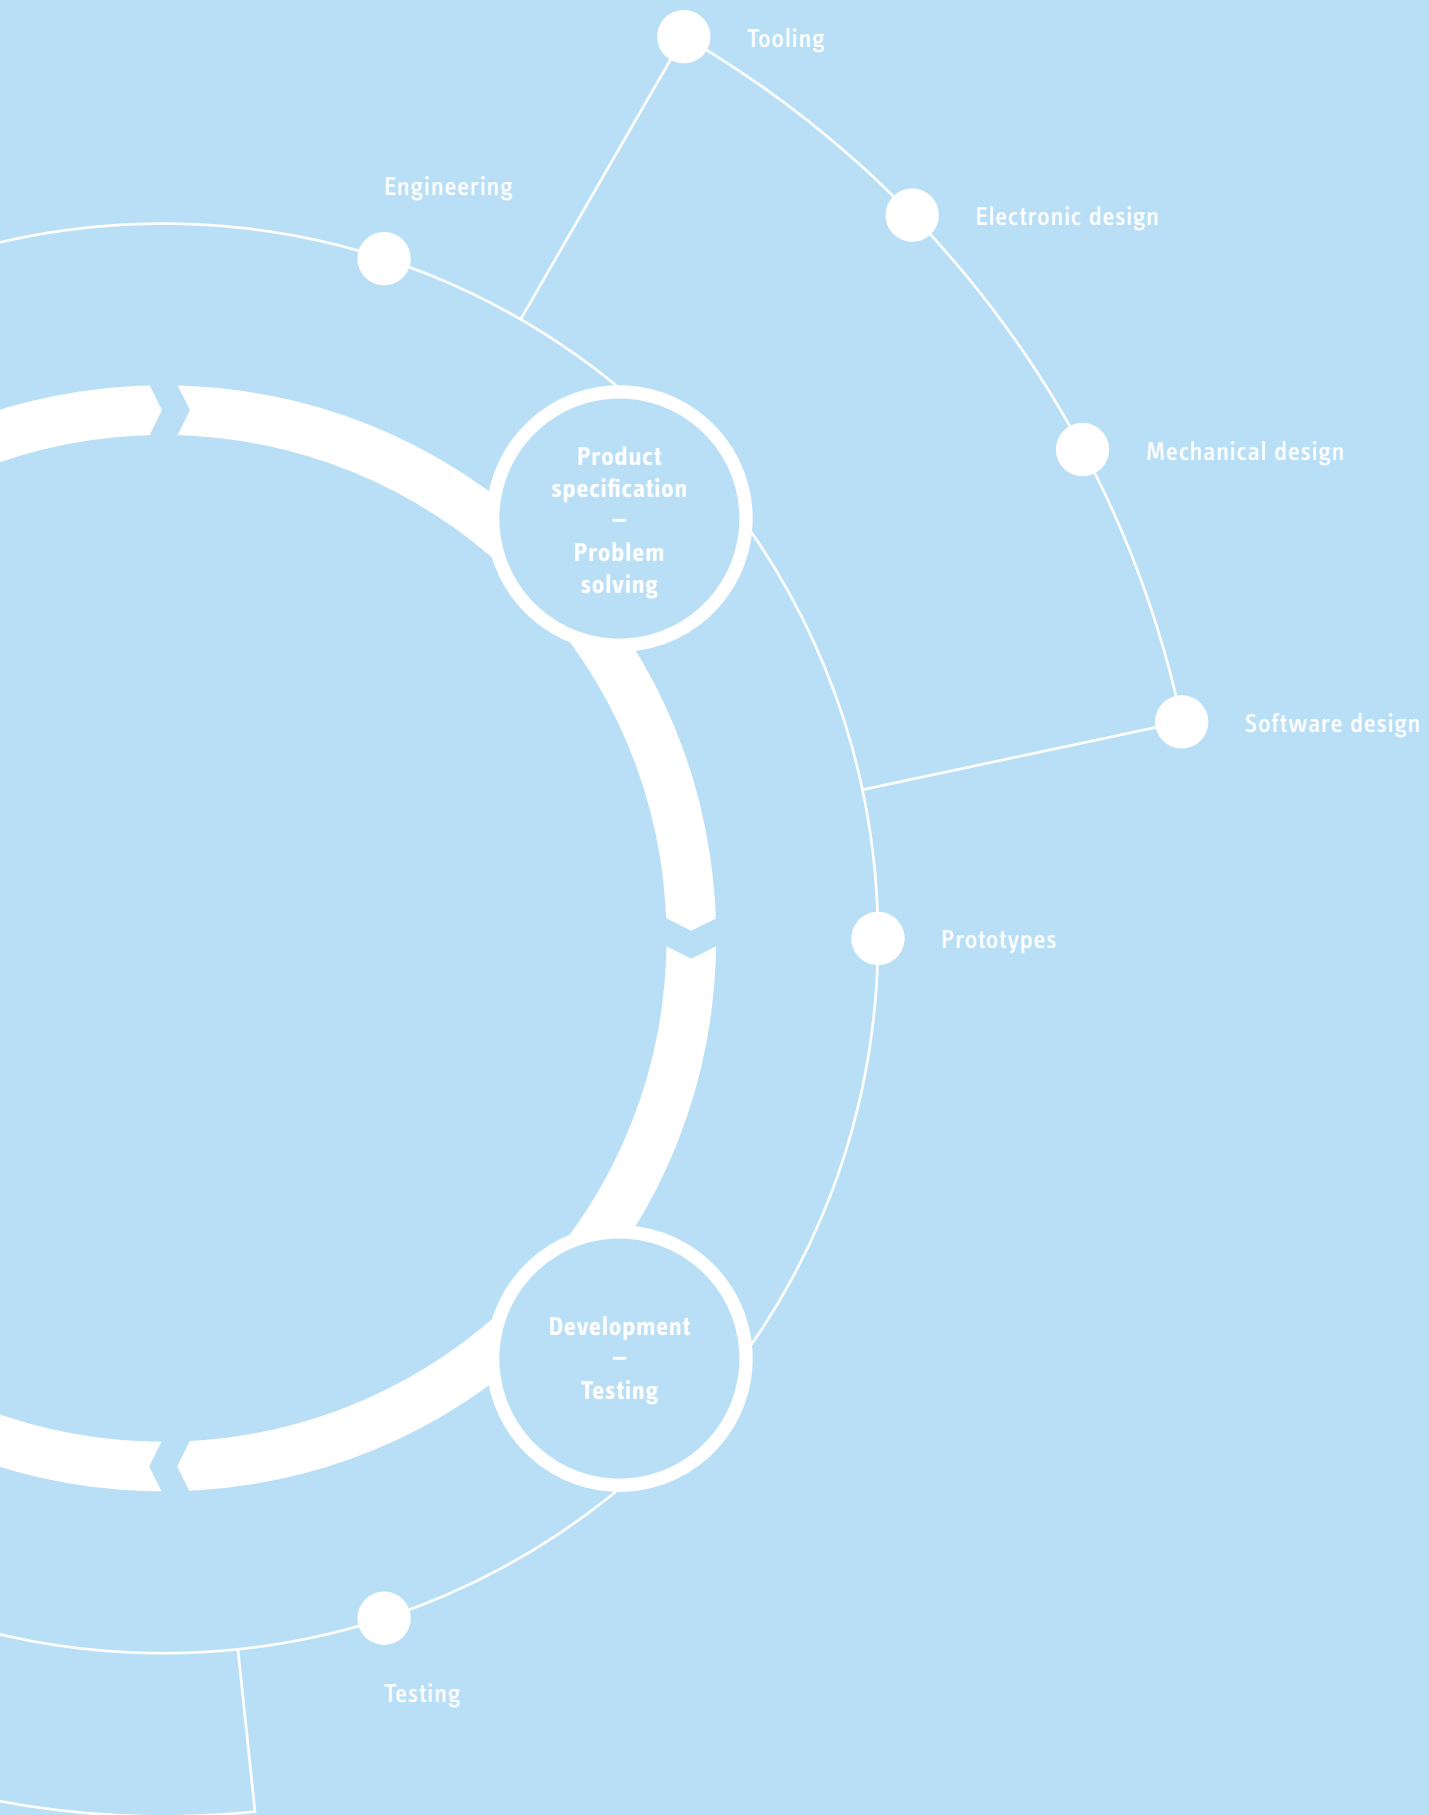 Tooling
Engineering
Electronic design
Mechanical design
Product
specification
–
Problem
solving
Software design
Prototypes
Development
–
Testing
Testing